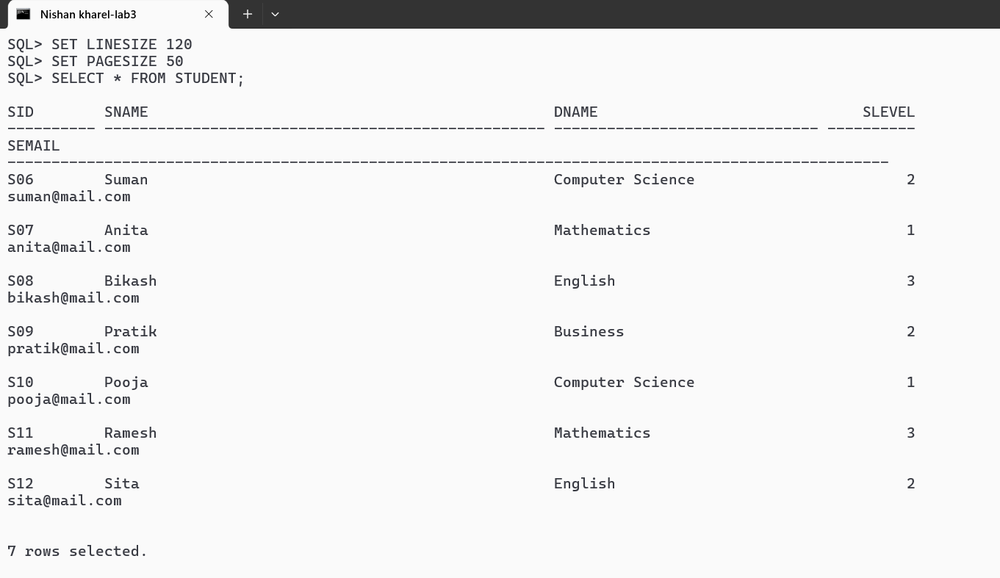 Nishan kharel-lab3
SQL> SET LINESIZE 120
SQL> SET PAGESIZE 50
SQL> SELECT * FROM STUDENT;
SID        SNAME                                              DNAME                              SLEVEL
---------- -------------------------------------------------- ------------------------------ ----------
SEMAIL
----------------------------------------------------------------------------------------------------
S06        Suman                                              Computer Science                        2
suman@mail.com
S07        Anita                                              Mathematics                             1
anita@mail.com
S08        Bikash                                             English                                 3
bikash@mail.com
S09        Pratik                                             Business                                2
pratik@mail.com
S10        Pooja                                              Computer Science                        1
pooja@mail.com
S11        Ramesh                                             Mathematics                             3
ramesh@mail.com
S12        Sita                                               English                                 2
sita@mail.com
7 rows selected.